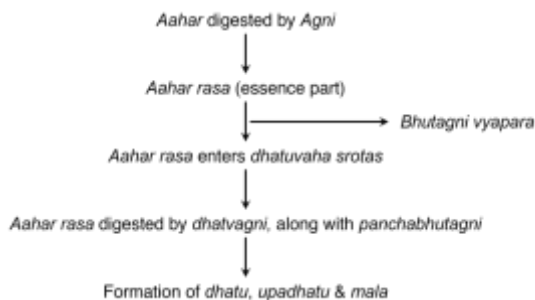 Aahar digested by Agni
Aahar rasa (essence part)
Bhutagni vyapara
Aahar rasa enters dhatuvaha srotas
Aahar rasa digested by dhatvagni, along with panchabhutagni
Formation of dhatu, upadhatu & mala